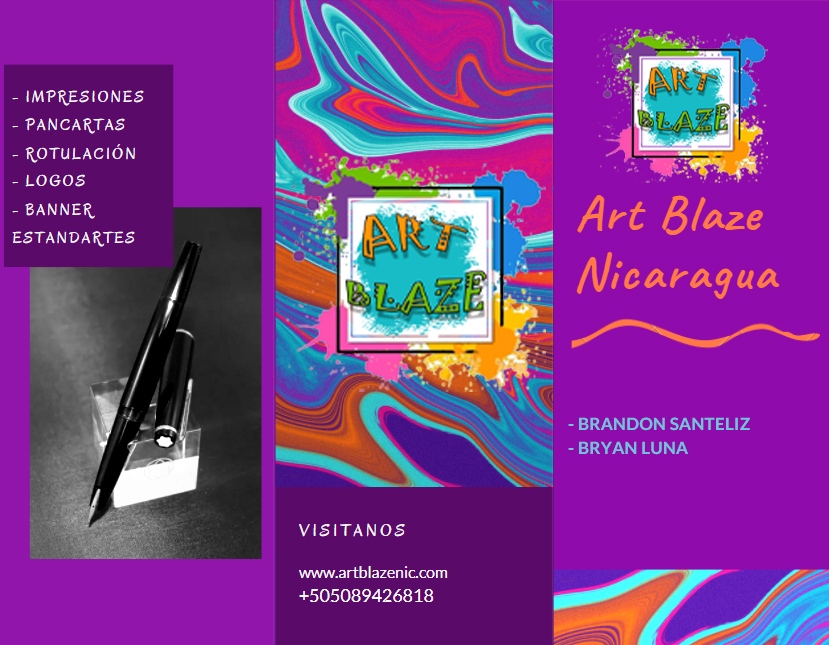 - IMPRESIONES
- PANCARTAS
- ROTULACIÓN
- LOGOS
- BANNER
ESTANDARTES
ART
BLAZE
VISITANOS
www.artblazenic.com
+505089426818
ART
BLAZE
Art Blaze
Nicaragua
- BRANDON SANTELIZ
- BRYAN LUNA